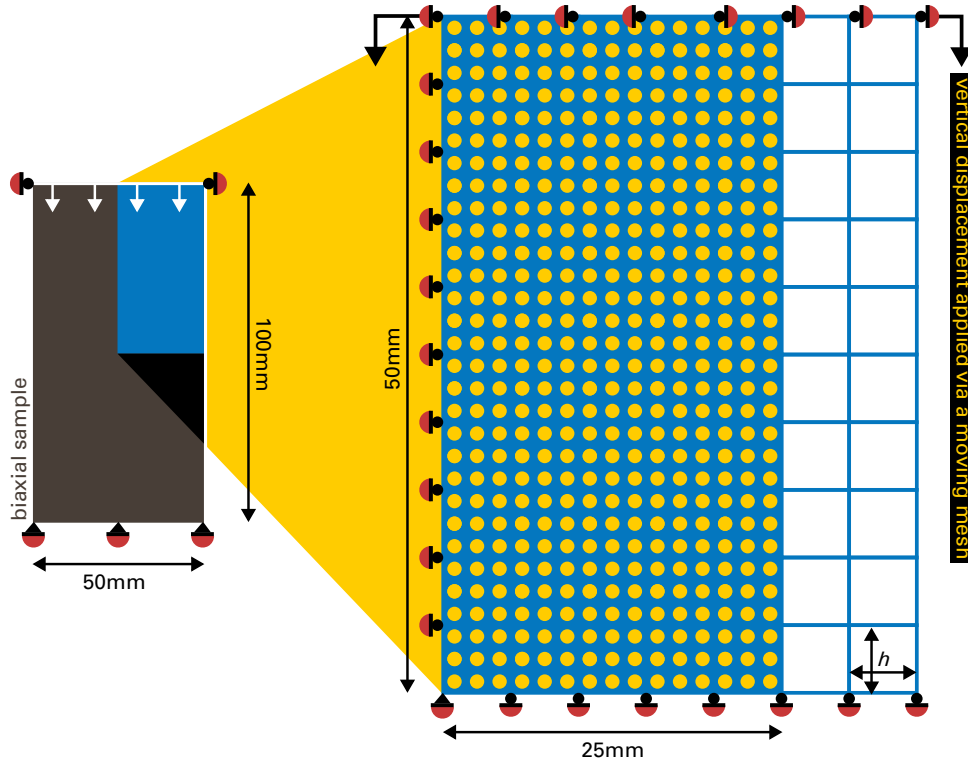 biaxial sample
100mm
50mm
50mm
25mm
h
vertical displacement applied via a moving mesh